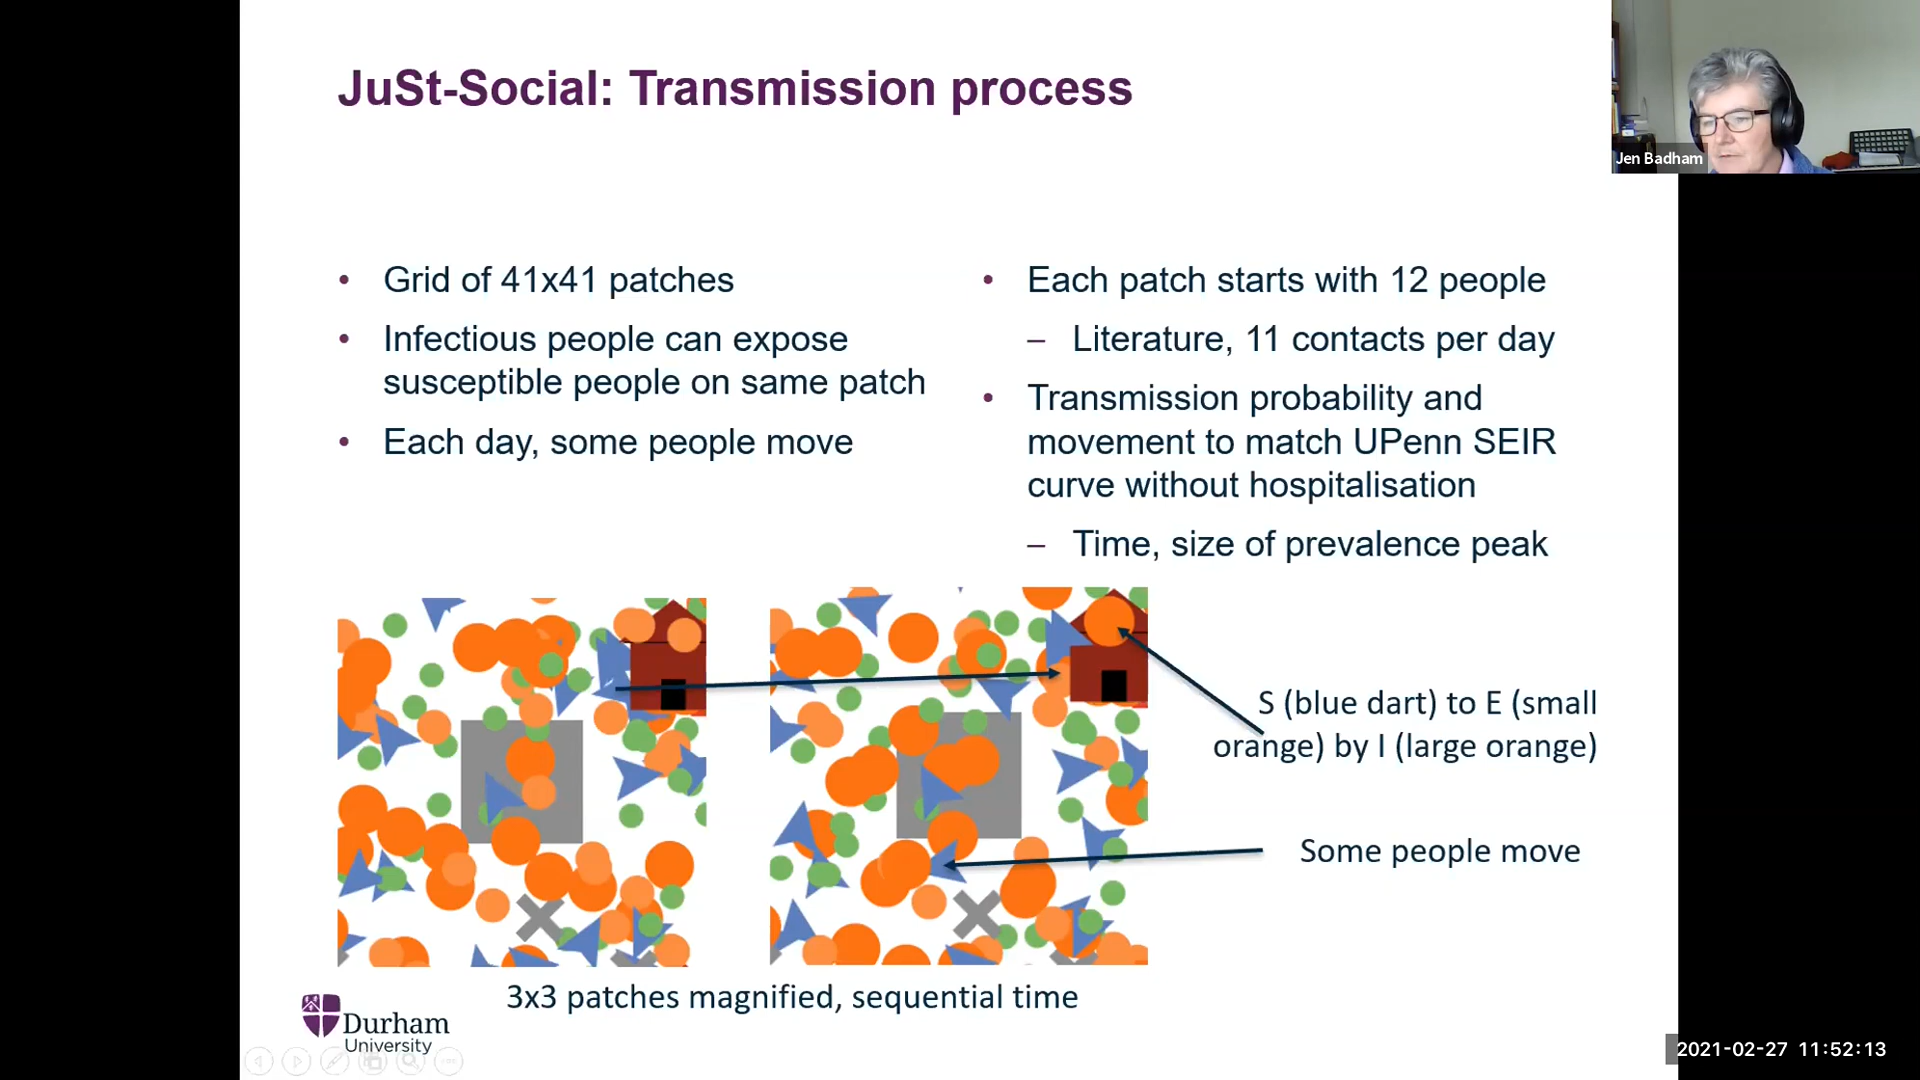 JuSt-Social: Transmission process
Jen Badham
• Grid of 41x41 patches
• Infectious people can expose
susceptible people on same patch
• Each day, some people move
• Each patch starts with 12 people
– Literature, 11 contacts per day
• Transmission probability and
movement to match UPenn SEIR
curve without hospitalisation
– Time, size of prevalence peak
S (blue dart) to E (small
orange) by I (large orange)
Some people move
3x3 patches magnified, sequential time
Durham
University
2021-02-27 11:52:13